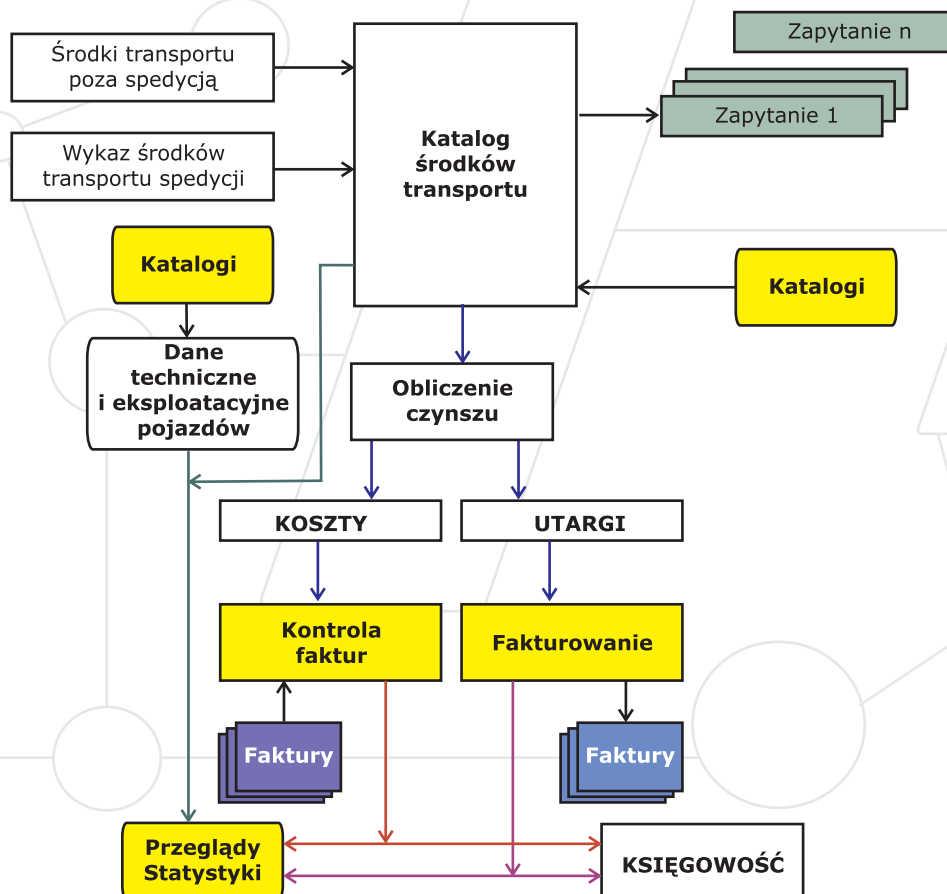 Zapytanie n
Środki transportu
poza spedycją
Zapytanie 1
Wykaz środków
transportu spedycji
Katalog
środków
transportu
Katalogi
Katalogi
Dane
techniczne
i eksploatacyjne
pojazdów
Obliczenie
czynszu
KOSZTY
UTARGI
Kontrola
faktur
Fakturowanie
Faktury
Faktury
Przeglądy
Statystyki
KSIĘGOWOŚĆ